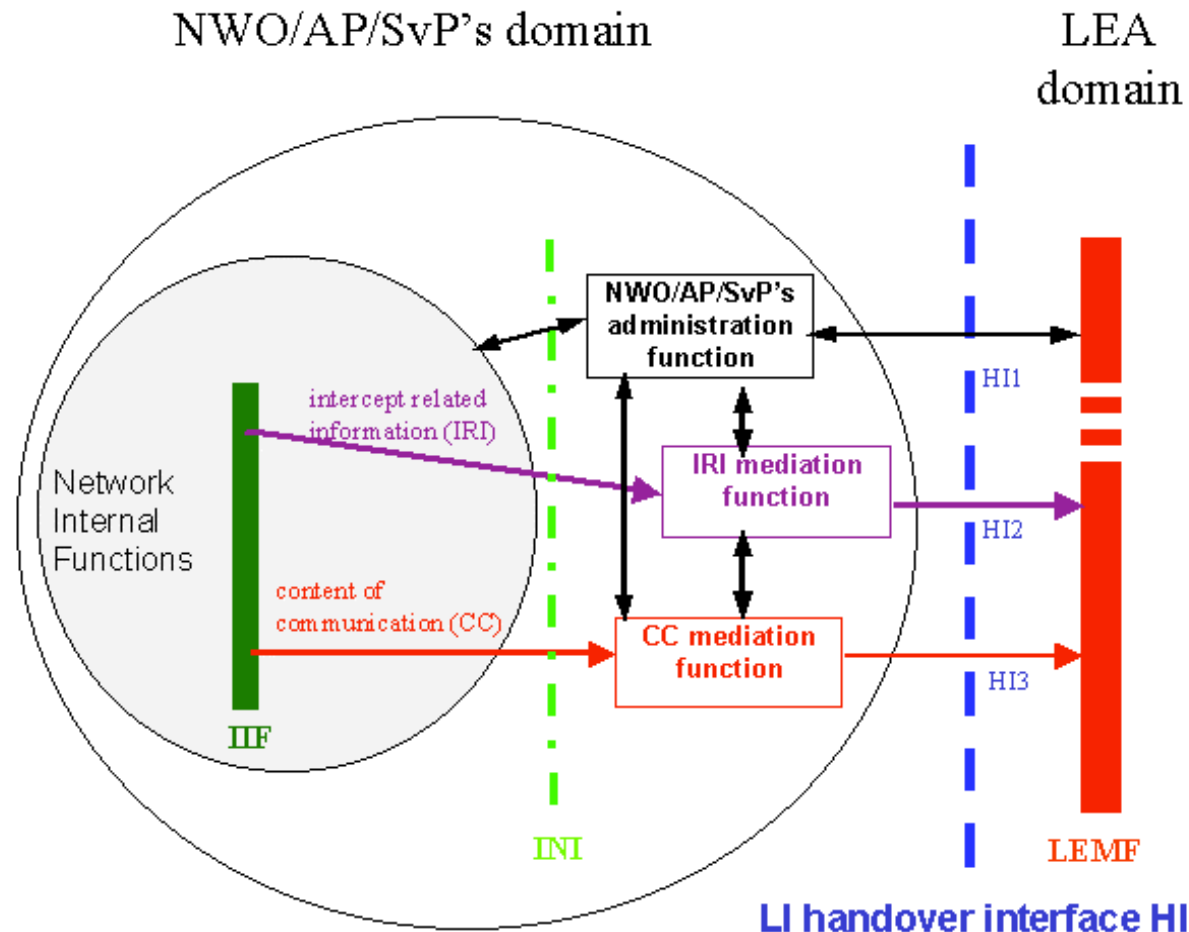 NWO/AP/SvP's domain
LEA
domain
NWO/AP/SvP's
administration
function
HI1
intercept related
information (IRI)
IRI mediation
function
Network
Internal
Functions
HI2
content of
communication (CC)
CC mediation
function
HI3
IIF
INI
LEMF
LI handover interface HI